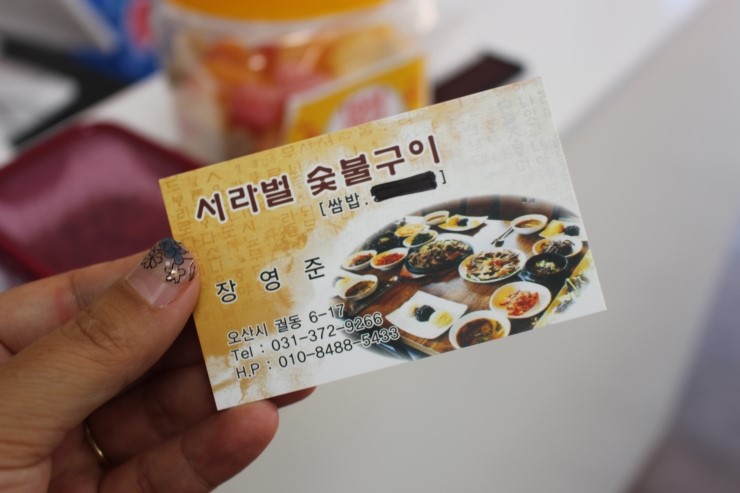 시라벌 숯불구이
[쌈밥.]
장영준
오산시 궐동 6-17
Tel : 031-372-9266
H.P : 010-8488-5433